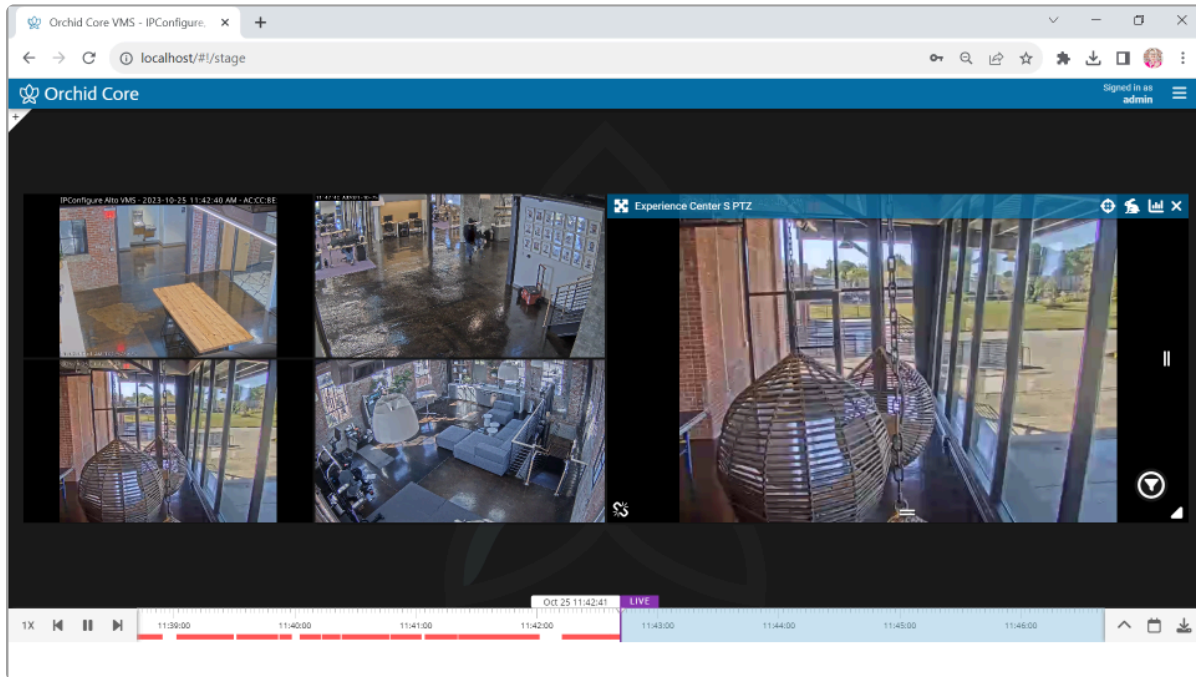 Orchid Core VMS - IPConfigure,
localhost/#!/stage
Orchid Core
Signed in as
admin
IPConfigure Alto VMS - 2023-10-25 11:42:40 AM - AC:CC:8E
Experience Center S PTZ
Oct 25 11:42:41
LIVE
1X
11:39:00
11:40:00
11:41:00
11:42:00
11:43:00
11:44:00
11:45:00
11:46:00